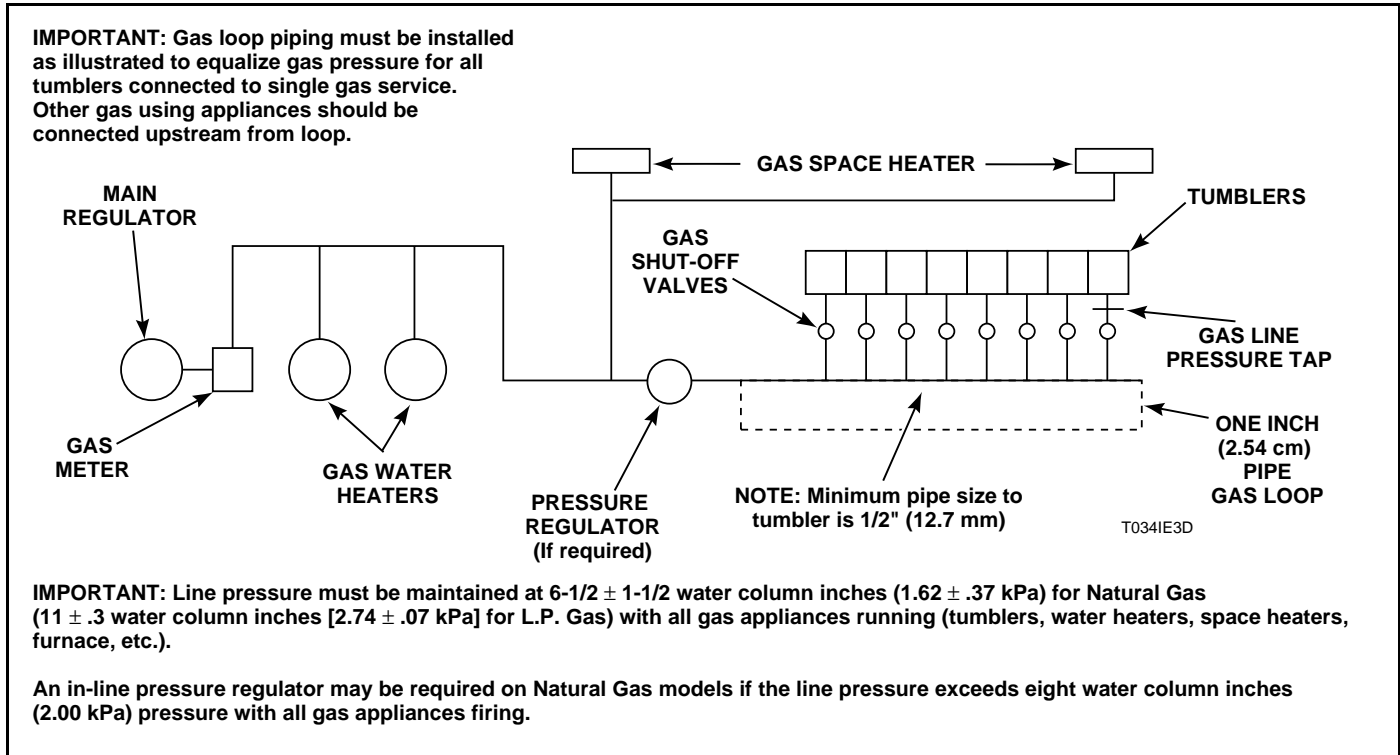 IMPORTANT: Gas loop piping must be installed
as illustrated to equalize gas pressure for all
tumblers connected to single gas service.
Other gas using appliances should be
connected upstream from loop.
GAS SPACE HEATER
MAIN
REGULATOR
TUMBLERS
GAS
SHUT-OFF
VALVES
GAS LINE
PRESSURE TAP
GAS
METER
GAS WATER
HEATERS
PRESSURE
REGULATOR
(If required)
NOTE: Minimum pipe size to
tumbler is 1/2" (12.7 mm)
ONE INCH
(2.54 cm)
PIPE
GAS LOOP
T034IE3D
IMPORTANT: Line pressure must be maintained at 6-1/2 ± 1-1/2 water column inches (1.62 ± .37 kPa) for Natural Gas
(11 ± .3 water column inches [2.74 ± .07 kPa] for L.P. Gas) with all gas appliances running (tumblers, water heaters, space heaters,
furnace, etc.).
An in-line pressure regulator may be required on Natural Gas models if the line pressure exceeds eight water column inches
(2.00 kPa) pressure with all gas appliances firing.